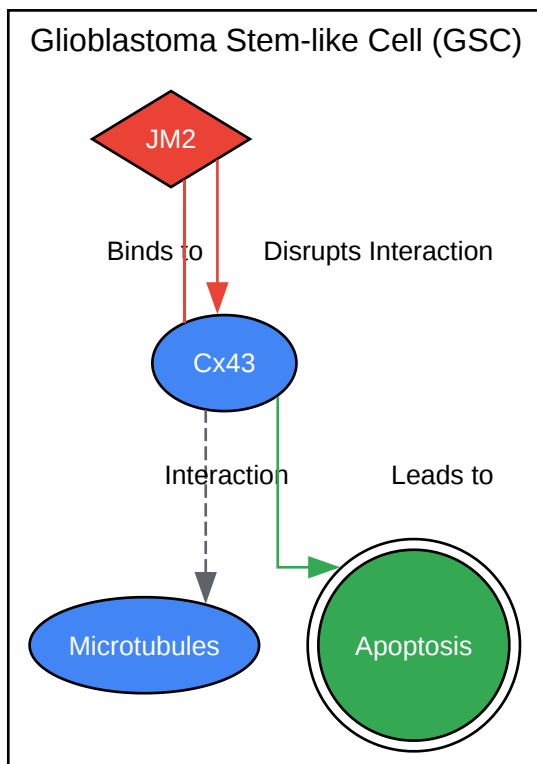 Glioblastoma Stem-like Cell (GSC)
JM2
Binds to
Disrupts Interaction
Cx43
Interaction
Leads to
Microtubules
Apoptosis